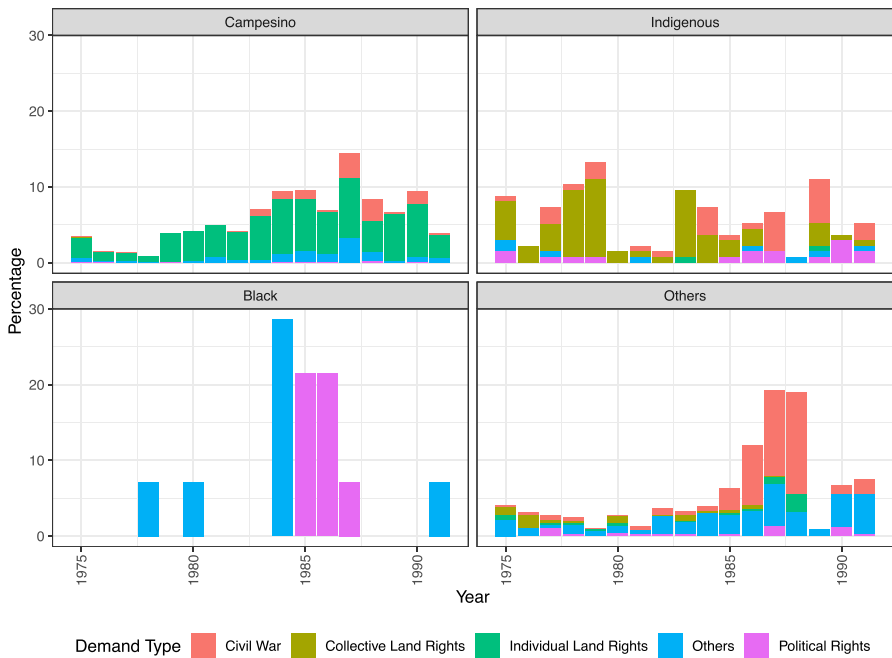 Campesino
Indigenous
30
20
10
0
Black
Others
30
20
10
0
1975
1980
1985
1990
1975
1980
1985
1990
Percentage
Year
Demand Type
Civil War
Collective Land Rights
Individual Land Rights
Others
Political Rights